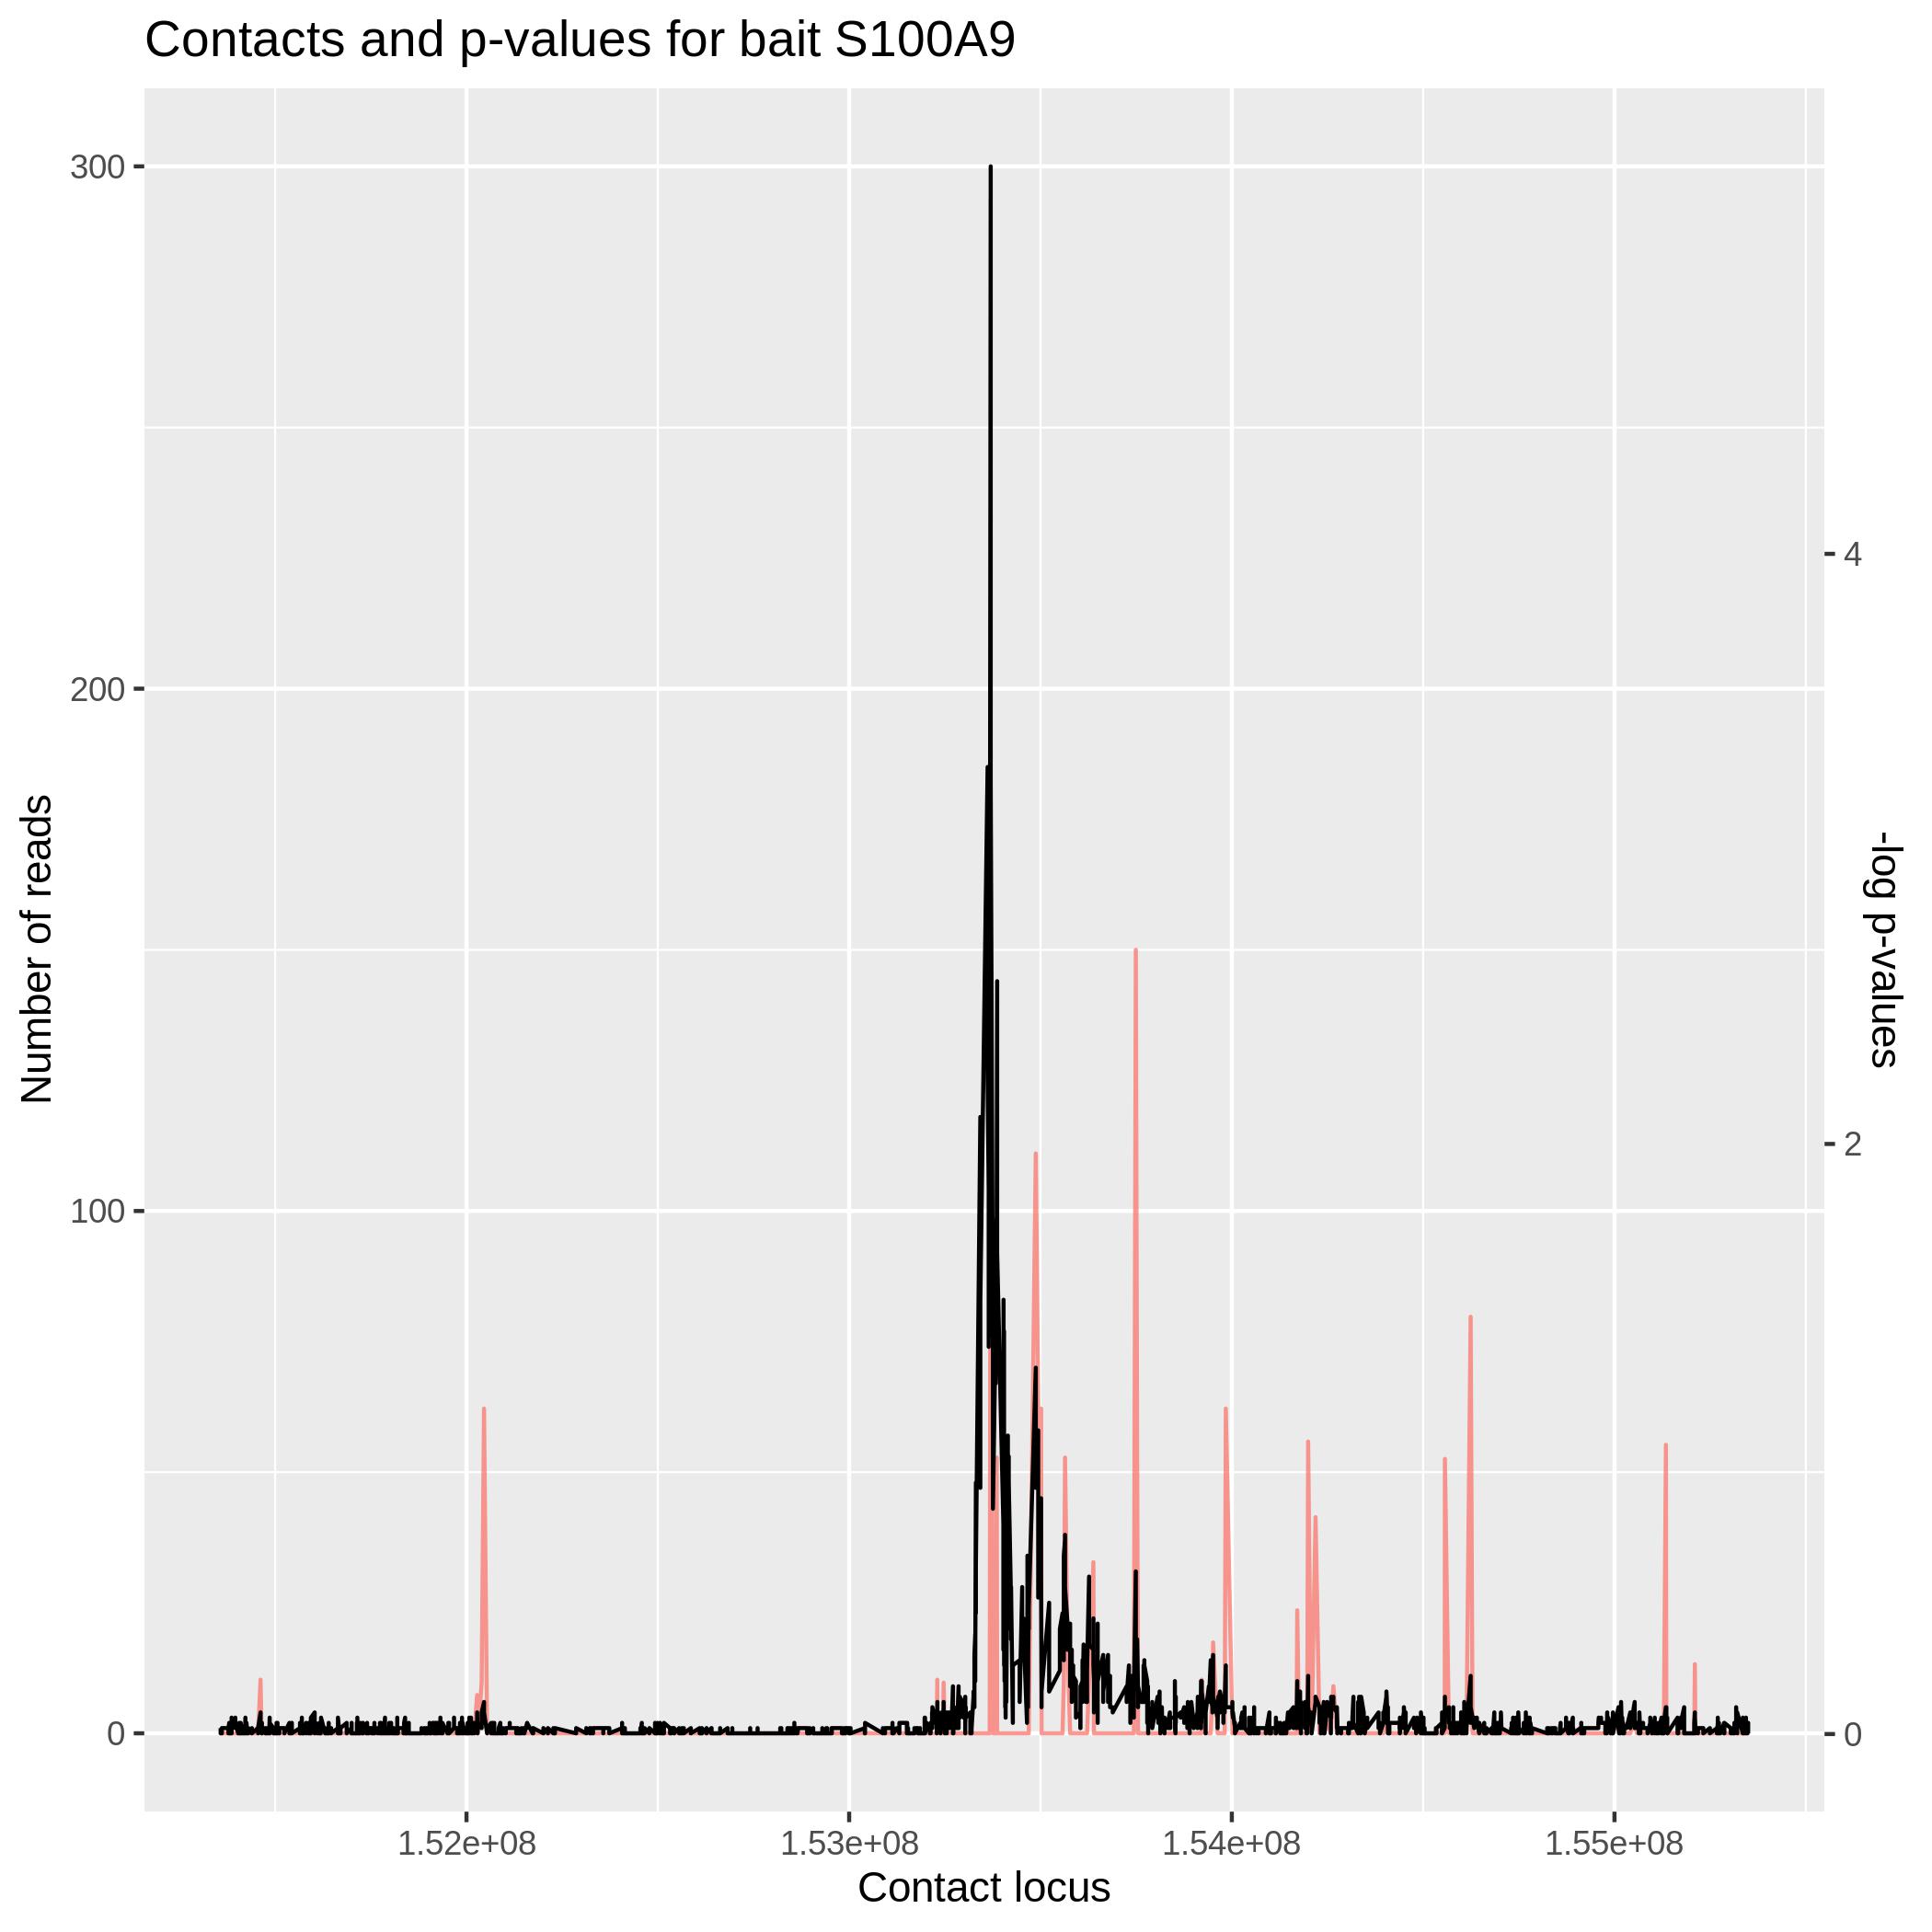 Contacts and p-values for bait S100A9
300
200
100
0
Number of reads
4
2
0
-log p-values
1.52e+08
1.53e+08
1.54e+08
1.55e+08
Contact locus